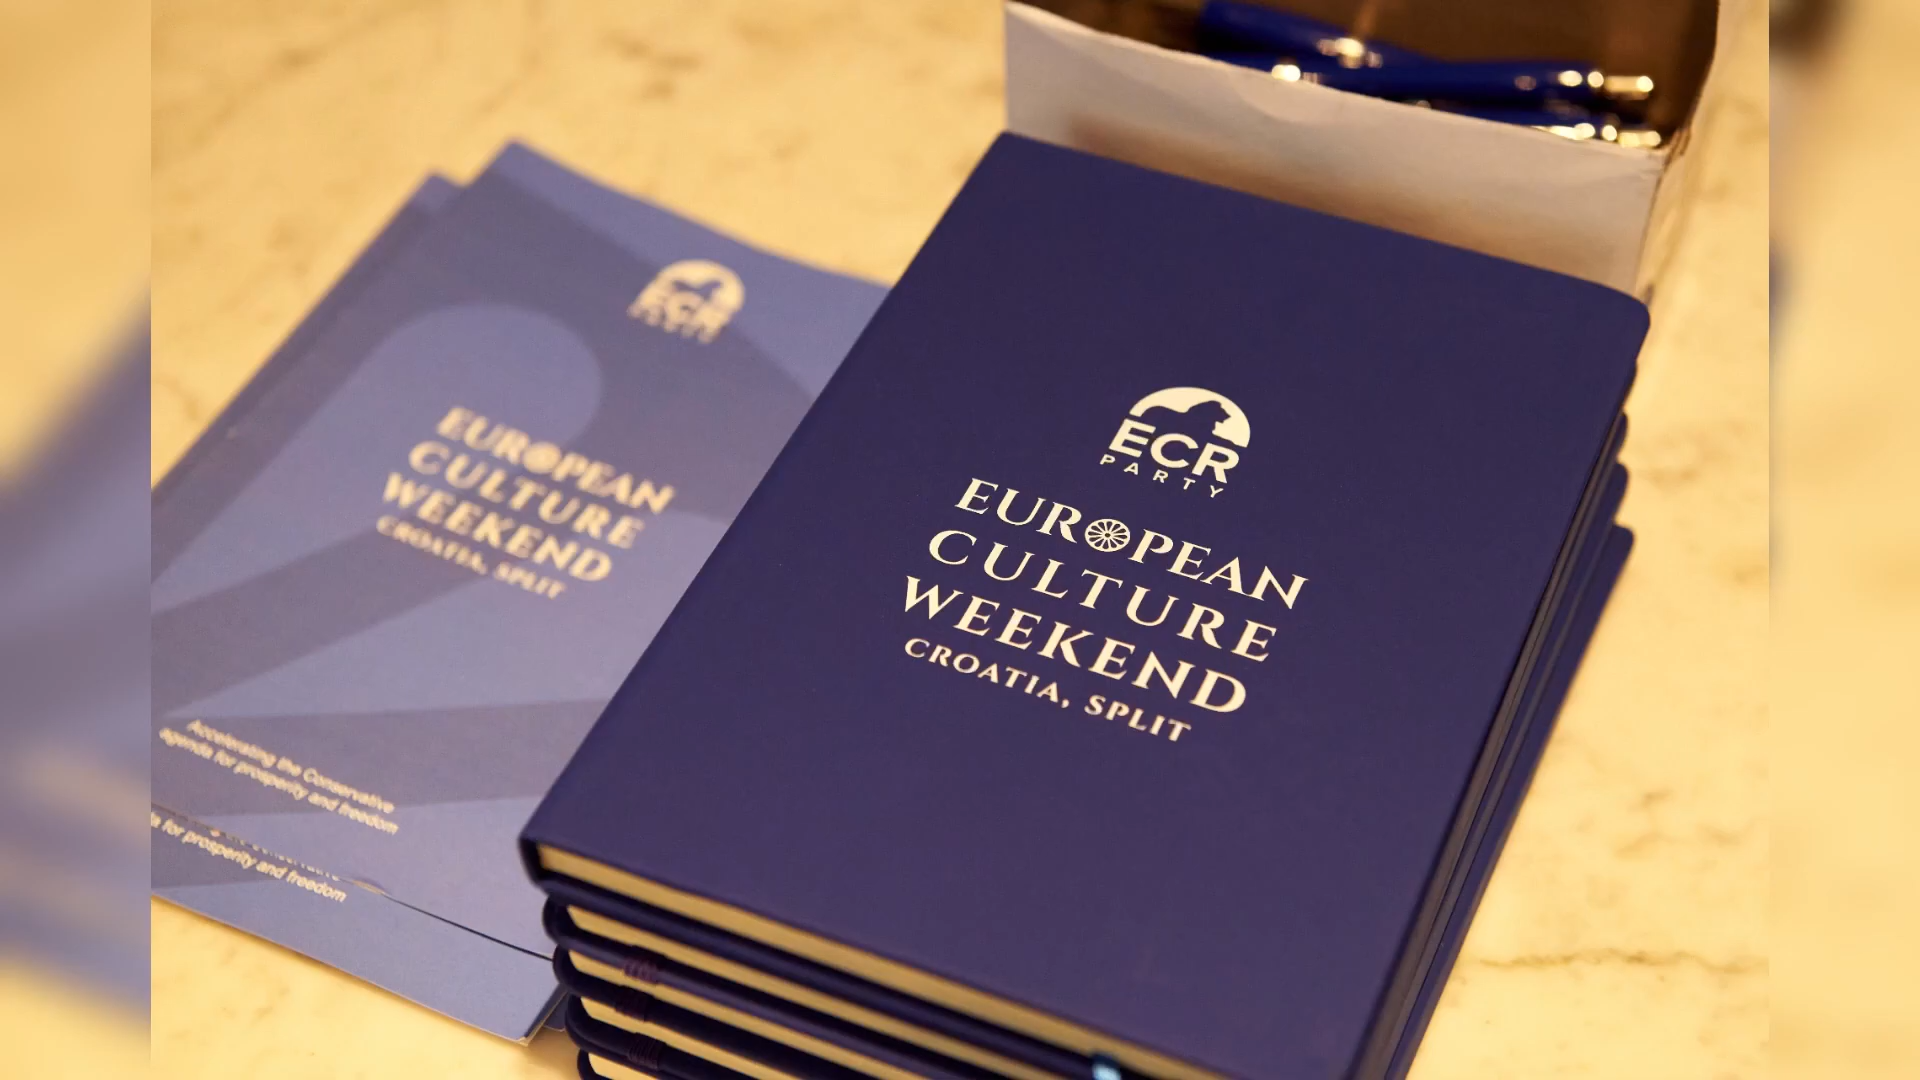 ECR
PARTY
EUROPEAN
CULTURE
WEEKEND
CROATIA, SPLIT
Accelerating the Conservative
agenda for prosperity and freedom
for prosperity and freedom
ECR
PARTY
EUROPEAN
CULTURE
WEEKEND
CROATIA, SPLIT